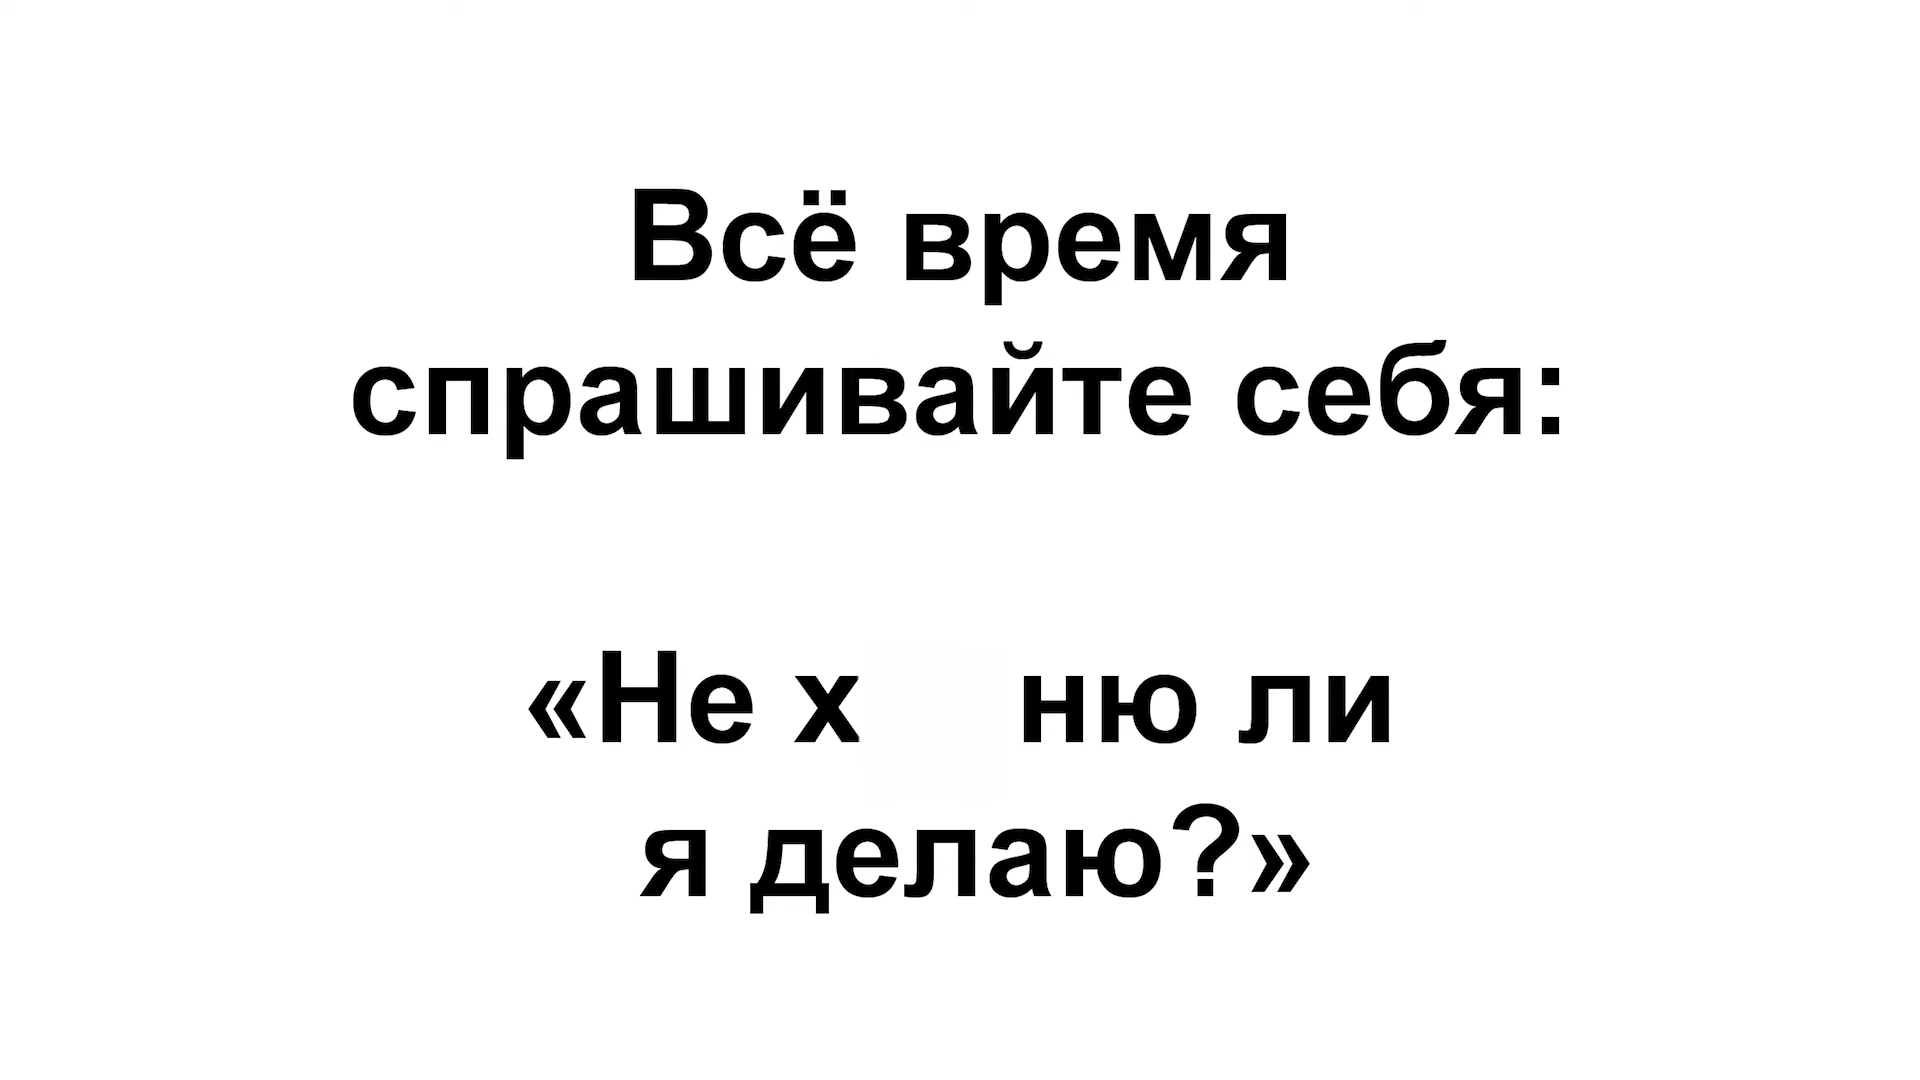 Всё время
спрашивайте себя:
«Не х ню ли
я делаю?»